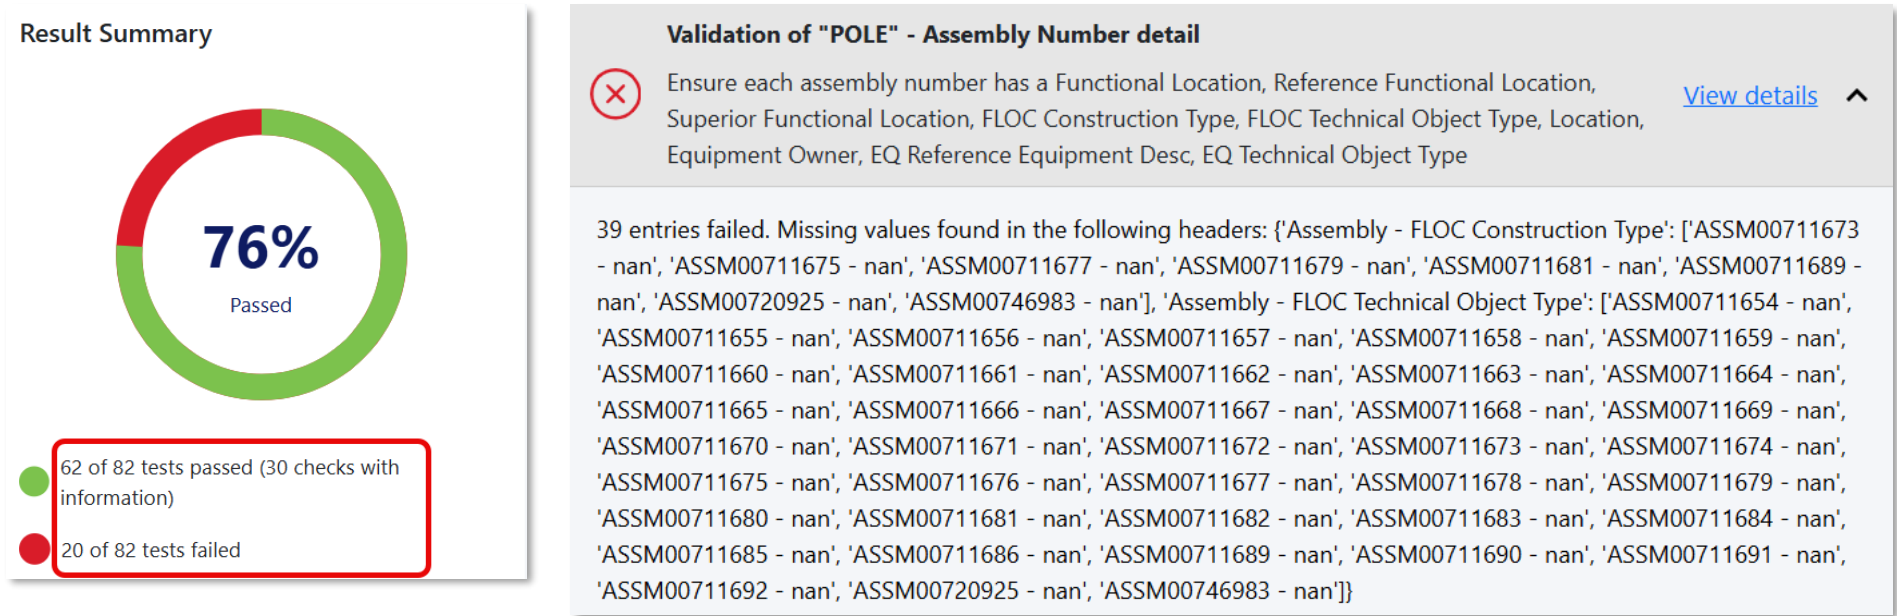 Result Summary
76%
Passed
62 of 82 tests passed (30 checks with
information)
20 of 82 tests failed
Validation of "POLE" - Assembly Number detail
Ensure each assembly number has a Functional Location, Reference Functional Location,
Superior Functional Location, FLOC Construction Type, FLOC Technical Object Type, Location,
Equipment Owner, EQ Reference Equipment Desc, EQ Technical Object Type
View details
39 entries failed. Missing values found in the following headers: {'Assembly - FLOC Construction Type': ['ASSM00711673
- nan', 'ASSM00711675 - nan', 'ASSM00711677 - nan', 'ASSM00711679 - nan', 'ASSM00711681 - nan', 'ASSM00711689 -
nan', 'ASSM00720925 - nan', 'ASSM00746983 - nan'], 'Assembly - FLOC Technical Object Type': ['ASSM00711654 - nan',
'ASSM00711655 - nan', 'ASSM00711656 - nan', 'ASSM00711657 - nan', 'ASSM00711658 - nan', 'ASSM00711659 - nan',
'ASSM00711660 - nan', 'ASSM00711661 - nan', 'ASSM00711662 - nan', 'ASSM00711663 - nan', 'ASSM00711664 - nan',
'ASSM00711665 - nan', 'ASSM00711666 - nan', 'ASSM00711667 - nan', 'ASSM00711668 - nan', 'ASSM00711669 - nan',
'ASSM00711670 - nan', 'ASSM00711671 - nan', 'ASSM00711672 - nan', 'ASSM00711673 - nan', 'ASSM00711674 - nan',
'ASSM00711675 - nan', 'ASSM00711676 - nan', 'ASSM00711677 - nan', 'ASSM00711678 - nan', 'ASSM00711679 - nan',
'ASSM00711680 - nan', 'ASSM00711681 - nan', 'ASSM00711682 - nan', 'ASSM00711683 - nan', 'ASSM00711684 - nan',
'ASSM00711685 - nan', 'ASSM00711686 - nan', 'ASSM00711689 - nan', 'ASSM00711690 - nan', 'ASSM00711691 - nan',
'ASSM00711692 - nan', 'ASSM00720925 - nan', 'ASSM00746983 - nan']}